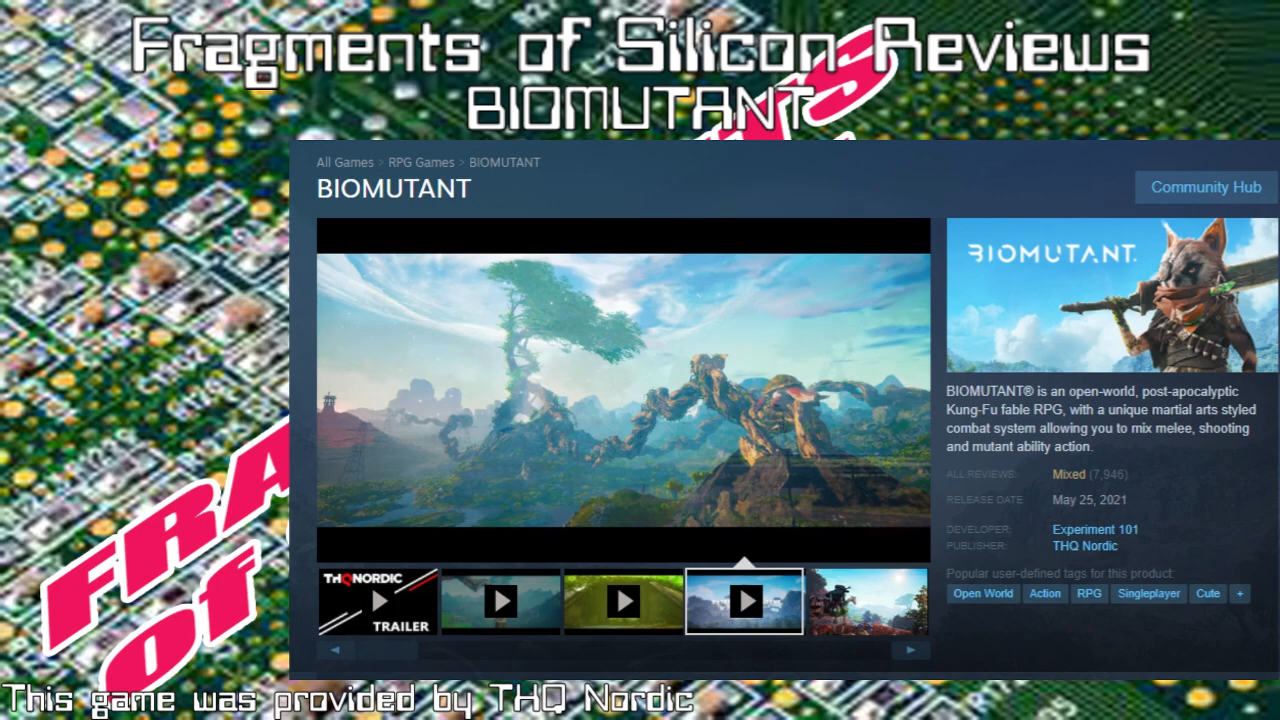 Fragments of Silicon Reviews
BIOMUTANT
All Games > RPG Games > BIOMUTANT
BIOMUTANT
Community Hub
BIOMUTANT.
BIOMUTANT® is an open-world, post-apocalyptic
Kung-Fu fable RPG, with a unique martial arts styled
combat system allowing you to mix melee, shooting
and mutant ability action.
ALL REVIEWS: Mixed (7,946)
RELEASE DATE: May 25, 2021
DEVELOPER: Experiment 101
PUBLISHER: THQ Nordic
Popular user-defined tags for this product:
Open World Action RPG Singleplayer Cute +
THQNORDIC
TRAILER
FRA
Of
This game was provided by THQ Nordic